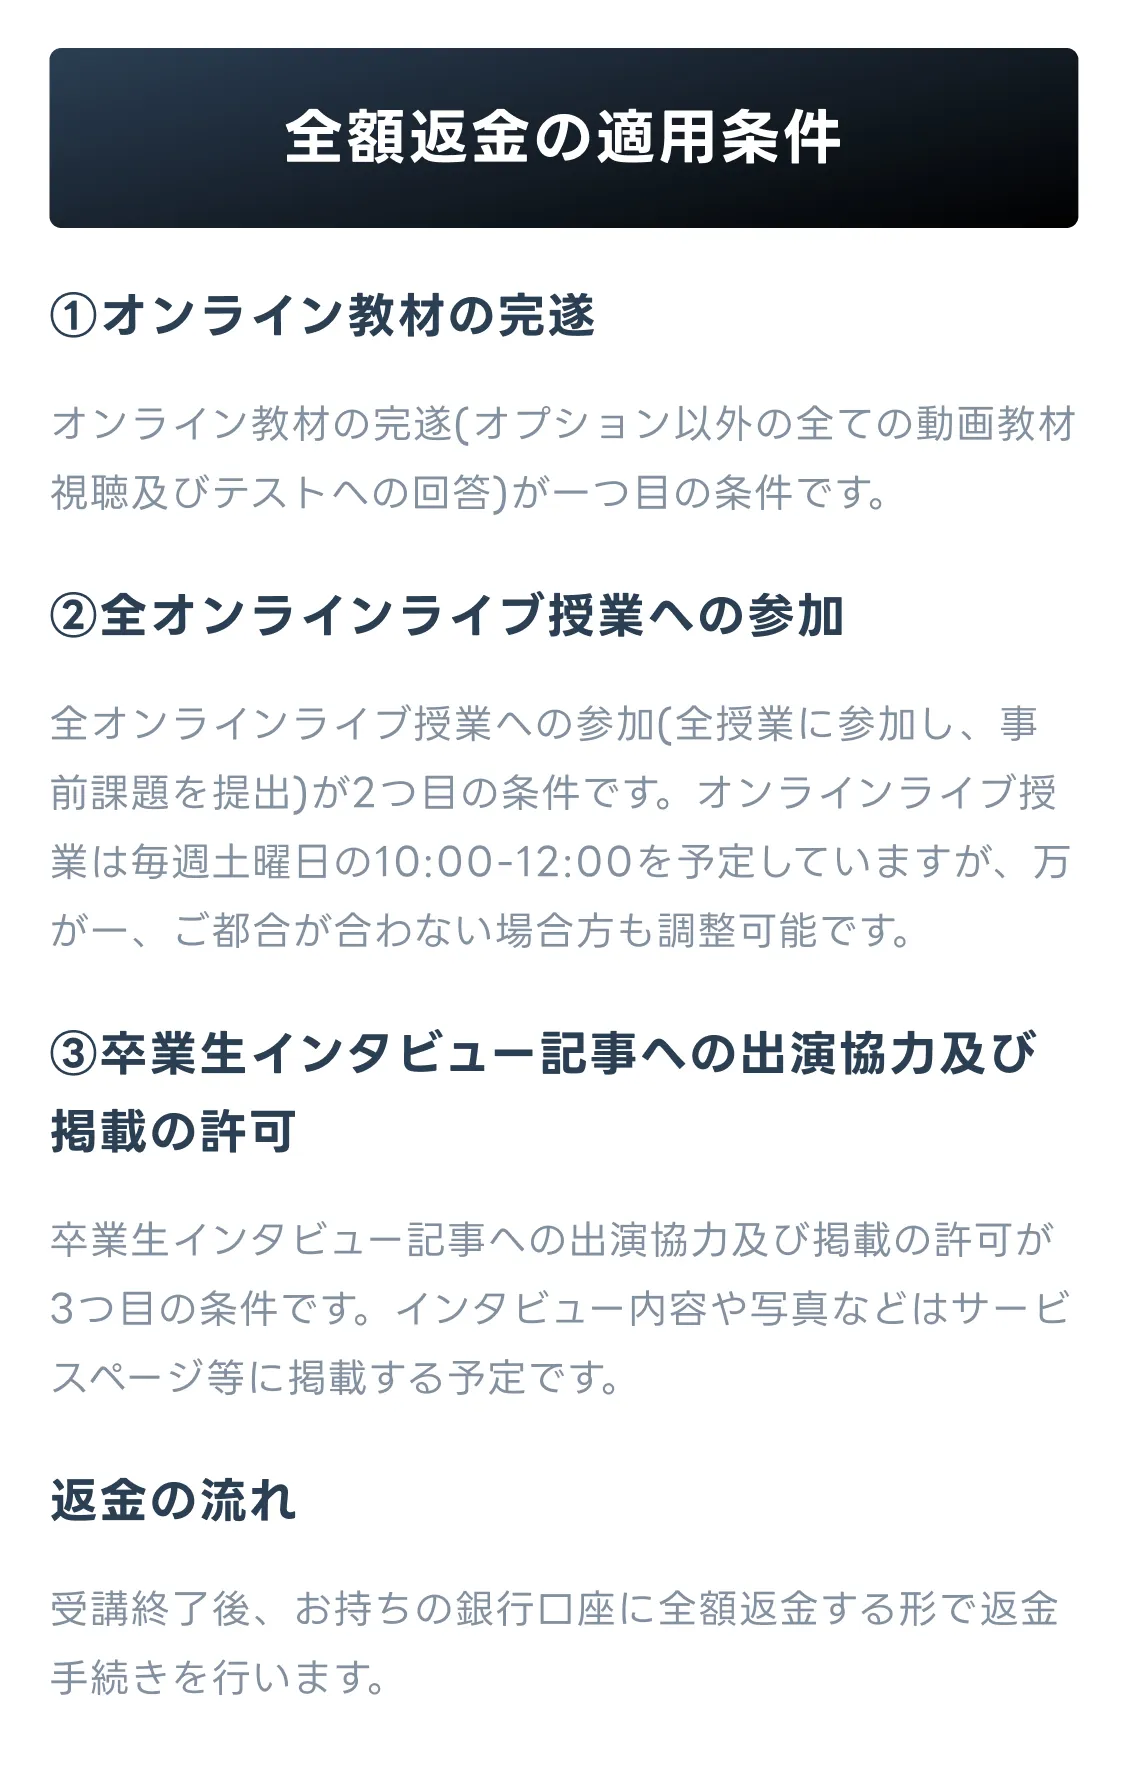 全額返金の適用条件
①オンライン教材の完遂
オンライン教材の完遂(オプション以外の全ての動画教材
視聴及びテストへの回答)が一つ目の条件です。
②全オンラインライブ授業への参加
全オンラインライブ授業への参加(全授業に参加し、事
前課題を提出)が2つ目の条件です。オンラインライブ授
業は毎週土曜日の10:00-12:00を予定していますが、万
が一、ご都合が合わない場合方も調整可能です。
③卒業生インタビュー記事への出演協力及び
掲載の許可
卒業生インタビュー記事への出演協力及び掲載の許可が
3つ目の条件です。インタビュー内容や写真などはサービ
スページ等に掲載する予定です。
返金の流れ
受講終了後、お持ちの銀行口座に全額返金する形で返金
手続きを行います。